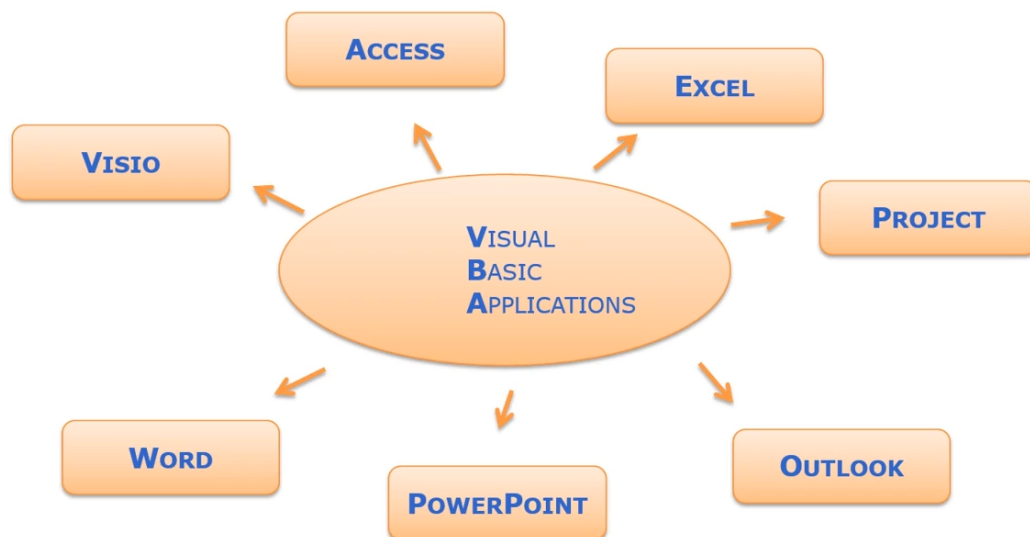 ACCESS
EXCEL
VISIO
PROJECT
VISUAL
BASIC
APPLICATIONS
WORD
OUTLOOK
POWERPOINT